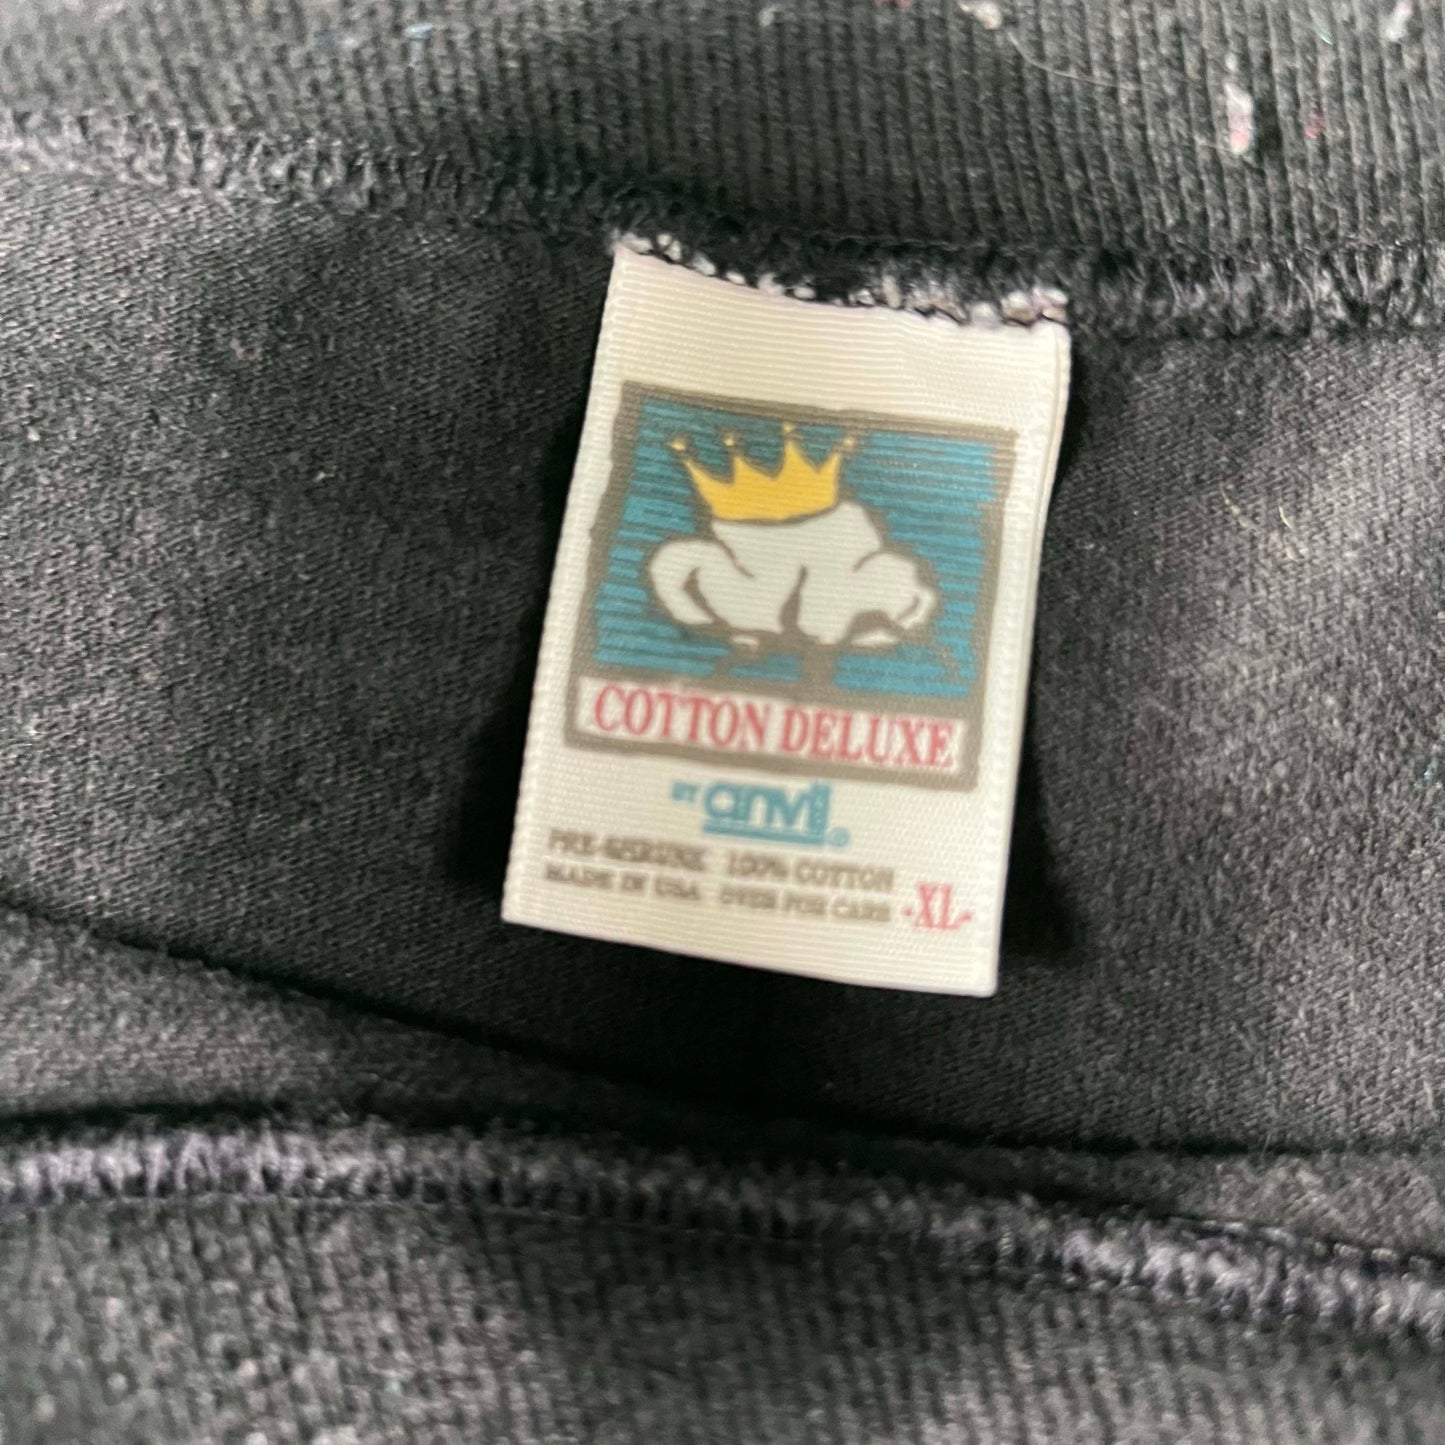 COTTON DELUXE
BY anvil®
PRE-SHRUNK 100% COTTON
MADE IN USA OVER FOR CARE -XL-